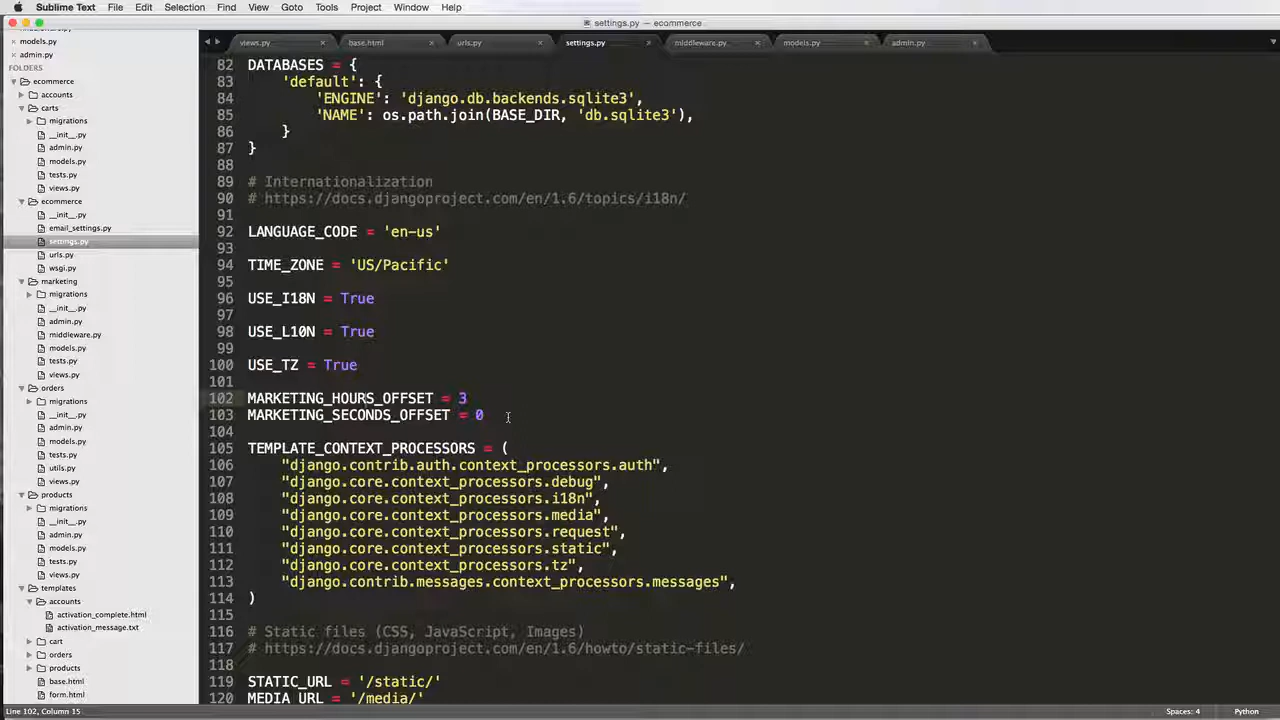 Sublime Text File Edit Selection Find View Goto Tools Project Window Help
settings.py — ecommerce
views.py base.html urls.py settings.py middleware.py models.py admin.py
models.py
admin.py
FOLDERS
ecommerce
accounts
carts
migrations
__init__.py
admin.py
models.py
tests.py
views.py
ecommerce
__init__.py
email_settings.py
settings.py
urls.py
wsgi.py
marketing
migrations
__init__.py
admin.py
middleware.py
models.py
tests.py
views.py
orders
migrations
__init__.py
admin.py
models.py
tests.py
utils.py
views.py
products
migrations
__init__.py
admin.py
models.py
tests.py
views.py
templates
accounts
activation_complete.html
activation_message.txt
cart
orders
products
base.html
form.html
82 DATABASES = {
83     'default': {
84         'ENGINE': 'django.db.backends.sqlite3',
85         'NAME': os.path.join(BASE_DIR, 'db.sqlite3'),
86     }
87 }
88
89 # Internationalization
90 # https://docs.djangoproject.com/en/1.6/topics/i18n/
91
92 LANGUAGE_CODE = 'en-us'
93
94 TIME_ZONE = 'US/Pacific'
95
96 USE_I18N = True
97
98 USE_L10N = True
99
100 USE_TZ = True
101
102 MARKETING_HOURS_OFFSET = 3
103 MARKETING_SECONDS_OFFSET = 0
104
105 TEMPLATE_CONTEXT_PROCESSORS = (
106     "django.contrib.auth.context_processors.auth",
107     "django.core.context_processors.debug",
108     "django.core.context_processors.i18n",
109     "django.core.context_processors.media",
110     "django.core.context_processors.request",
111     "django.core.context_processors.static",
112     "django.core.context_processors.tz",
113     "django.contrib.messages.context_processors.messages",
114 )
115
116 # Static files (CSS, JavaScript, Images)
117 # https://docs.djangoproject.com/en/1.6/howto/static-files/
118
119 STATIC_URL = '/static/'
120 MEDIA_URL = '/media/'
Line 102, Column 15 Spaces: 4 Python